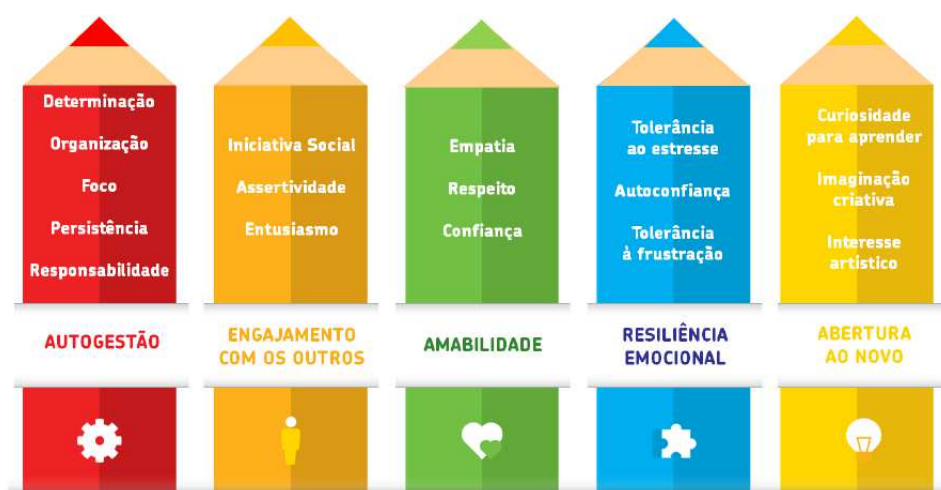 Determinação
Organização
Foco
Persistência
Responsabilidade
AUTOGESTÃO
Iniciativa Social
Assertividade
Entusiasmo
ENGAJAMENTO
COM OS OUTROS
Empatia
Respeito
Confiança
AMABILIDADE
Tolerância
ao estresse
Autoconfiança
Tolerância
à frustração
RESILIÊNCIA
EMOCIONAL
Curiosidade
para aprender
Imaginação
criativa
Interesse
artístico
ABERTURA
AO NOVO